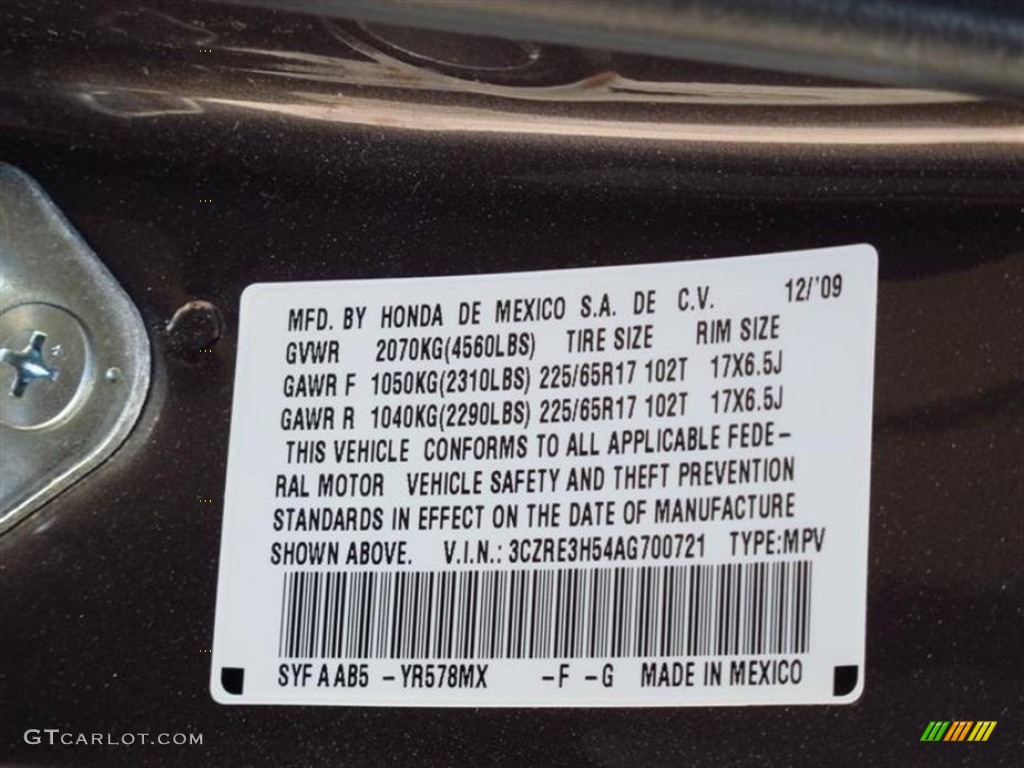 MFD. BY HONDA DE MEXICO S.A. DE C.V. 12/'09
GVWR 2070KG(4560LBS) TIRE SIZE RIM SIZE
GAWR F 1050KG(2310LBS) 225/65R17 102T 17X6.5J
GAWR R 1040KG(2290LBS) 225/65R17 102T 17X6.5J
THIS VEHICLE CONFORMS TO ALL APPLICABLE FEDE-
RAL MOTOR VEHICLE SAFETY AND THEFT PREVENTION
STANDARDS IN EFFECT ON THE DATE OF MANUFACTURE
SHOWN ABOVE. V.I.N.: 3CZRE3H54AG700721 TYPE:MPV
SYFAAB5 -YR578MX -F -G MADE IN MEXICO
GTCARLOT.COM